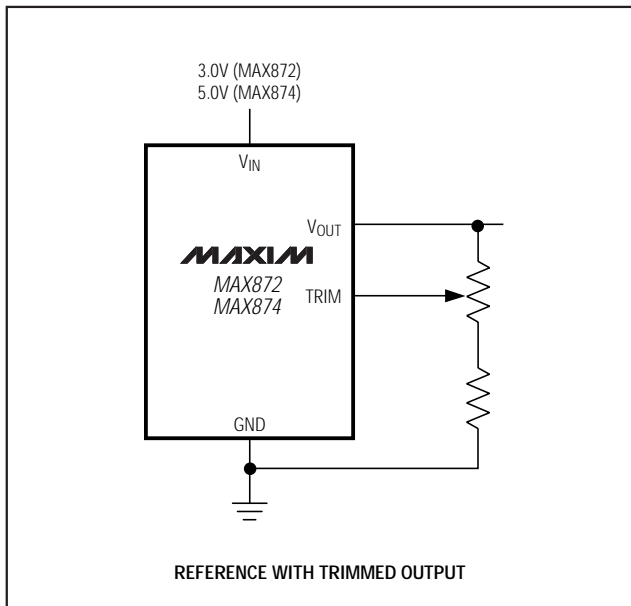 3.0V (MAX872)
5.0V (MAX874)
VIN
VOUT
MAXIM
MAX872
MAX874
TRIM
GND
REFERENCE WITH TRIMMED OUTPUT